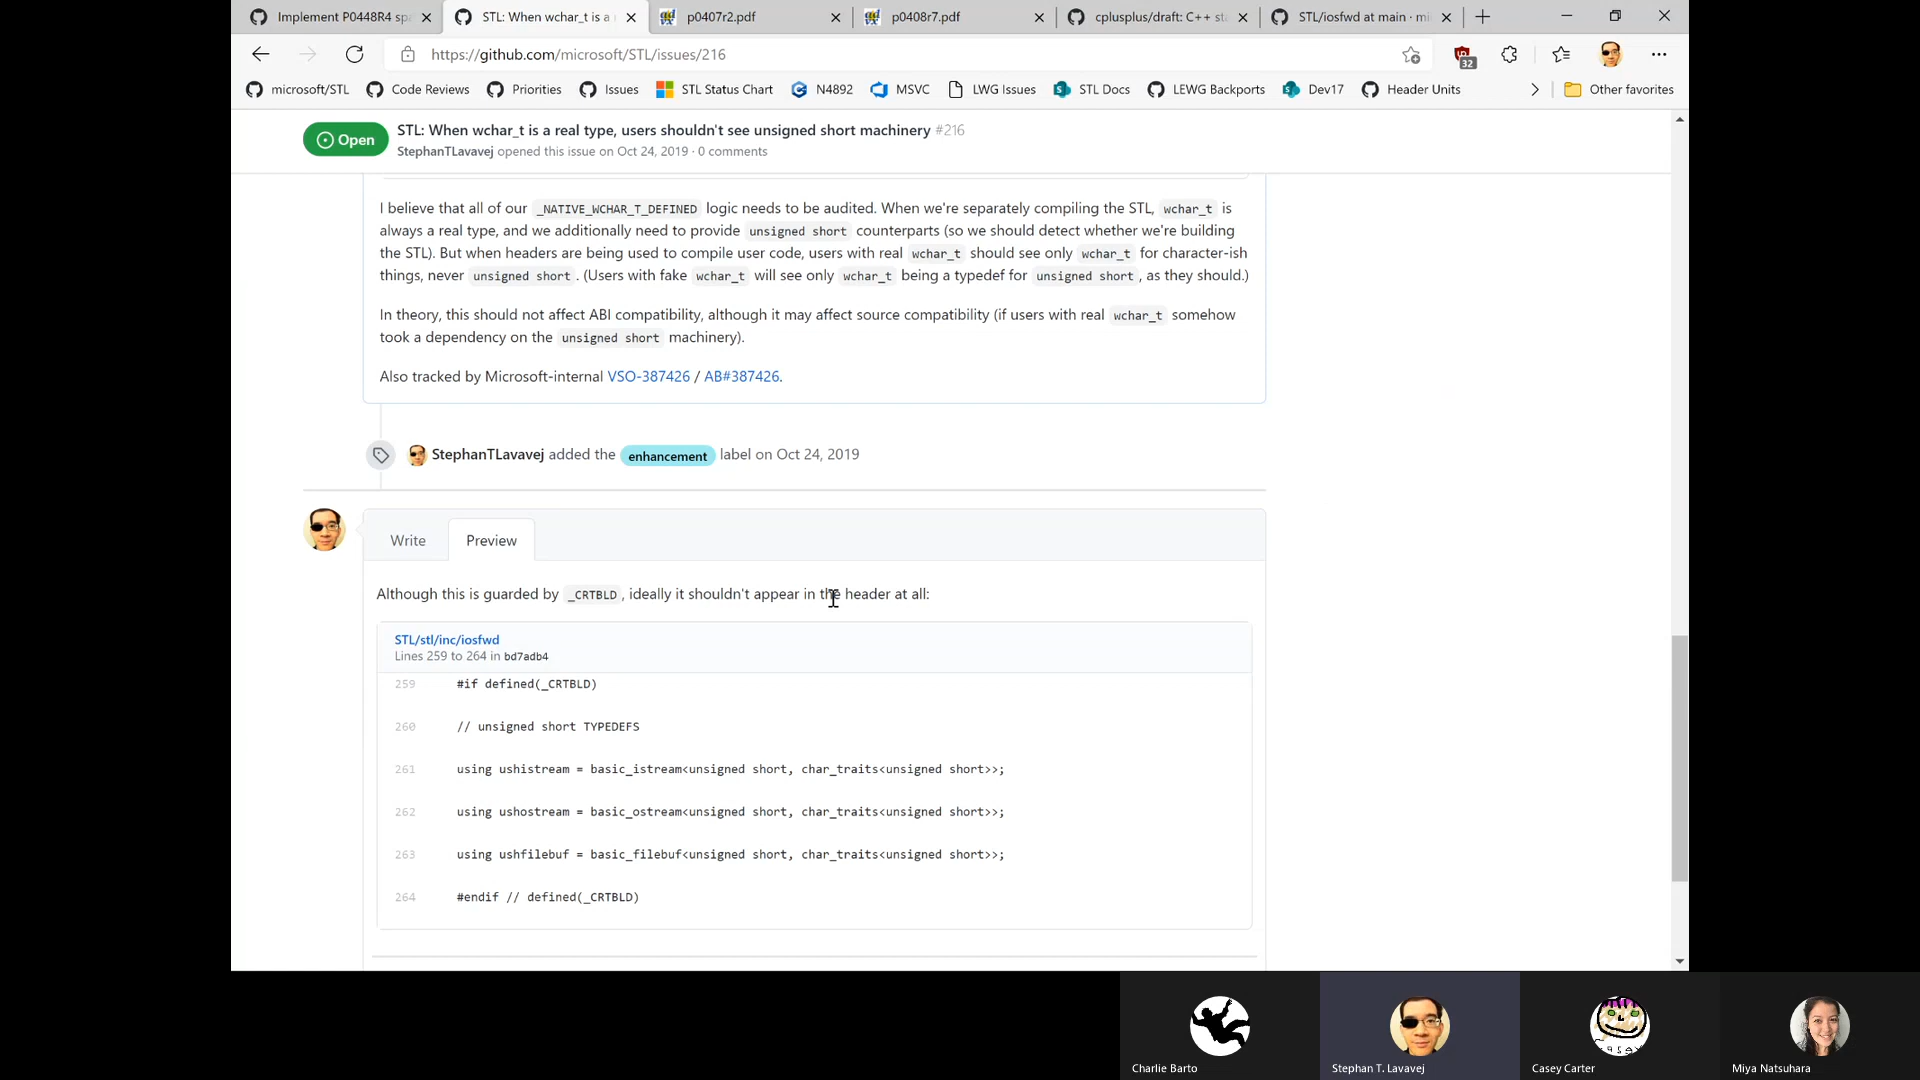 Implement P0448R4 spa
STL: When wchar_t is a
p0407r2.pdf
p0408r7.pdf
cplusplus/draft: C++ st
STL/iosfwd at main · mi
https://github.com/microsoft/STL/issues/216
32
microsoft/STL
Code Reviews
Priorities
Issues
STL Status Chart
N4892
MSVC
LWG Issues
STL Docs
LEWG Backports
Dev17
Header Units
Other favorites
Open
STL: When wchar_t is a real type, users shouldn't see unsigned short machinery #216
StephanTLavavej opened this issue on Oct 24, 2019 · 0 comments
I believe that all of our _NATIVE_WCHAR_T_DEFINED logic needs to be audited. When we're separately compiling the STL, wchar_t is
always a real type, and we additionally need to provide unsigned short counterparts (so we should detect whether we're building
the STL). But when headers are being used to compile user code, users with real wchar_t should see only wchar_t for character-ish
things, never unsigned short . (Users with fake wchar_t will see only wchar_t being a typedef for unsigned short , as they should.)
In theory, this should not affect ABI compatibility, although it may affect source compatibility (if users with real wchar_t somehow
took a dependency on the unsigned short machinery).
Also tracked by Microsoft-internal VSO-387426 / AB#387426.
StephanTLavavej added the enhancement label on Oct 24, 2019
Write
Preview
Although this is guarded by _CRTBLD , ideally it shouldn't appear in the header at all:
STL/stl/inc/iosfwd
Lines 259 to 264 in bd7adb4
259 #if defined(_CRTBLD)
260 // unsigned short TYPEDEFS
261 using ushistream = basic_istream<unsigned short, char_traits<unsigned short>>;
262 using ushostream = basic_ostream<unsigned short, char_traits<unsigned short>>;
263 using ushfilebuf = basic_filebuf<unsigned short, char_traits<unsigned short>>;
264 #endif // defined(_CRTBLD)
Charlie Barto
Stephan T. Lavavej
Casey Carter
Miya Natsuhara